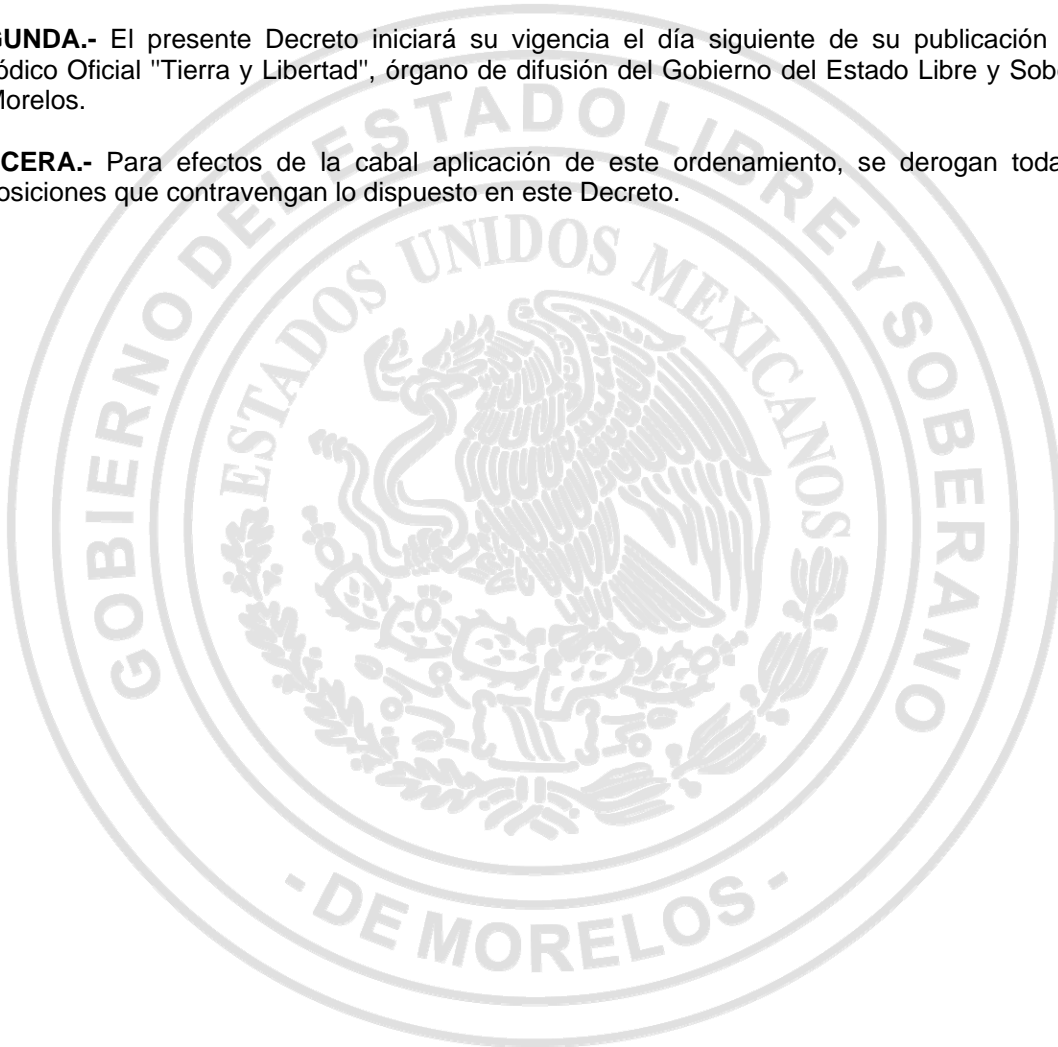 GUNDA.- El presente Decreto iniciará su vigencia el día siguiente de su publicación
ódico Oficial "Tierra y Libertad", órgano de difusión del Gobierno del Estado Libre y Sob
Morelos.
CERA.- Para efectos de la cabal aplicación de este ordenamiento, se derogan toda
osiciones que contravengan lo dispuesto en este Decreto.
GOBIERNO DEL ESTADO LIBRE Y SOBERANO
ESTADOS UNIDOS MEXICANOS
- DE MORELOS -